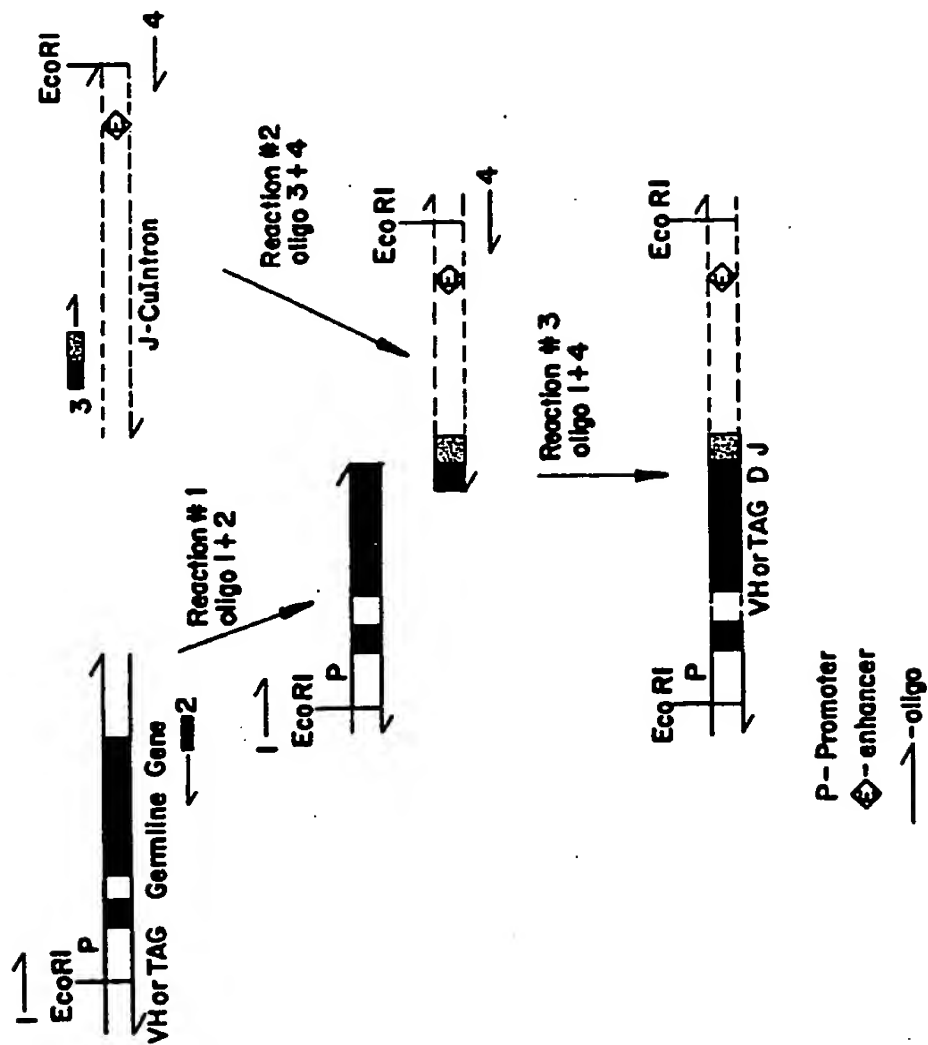 1
EcoRI
P
VHorTAG Germline Gene
2
3
EcoRI
E
J-CuIntron
4
Reaction #1
oligo 1+2
Reaction #2
oligo 3+4
1
EcoRI
P
EcoRI
E
4
Reaction #3
oligo 1+4
EcoRI
P
EcoRI
E
VHorTAG D J
P-Promoter
E-enhancer
-oligo